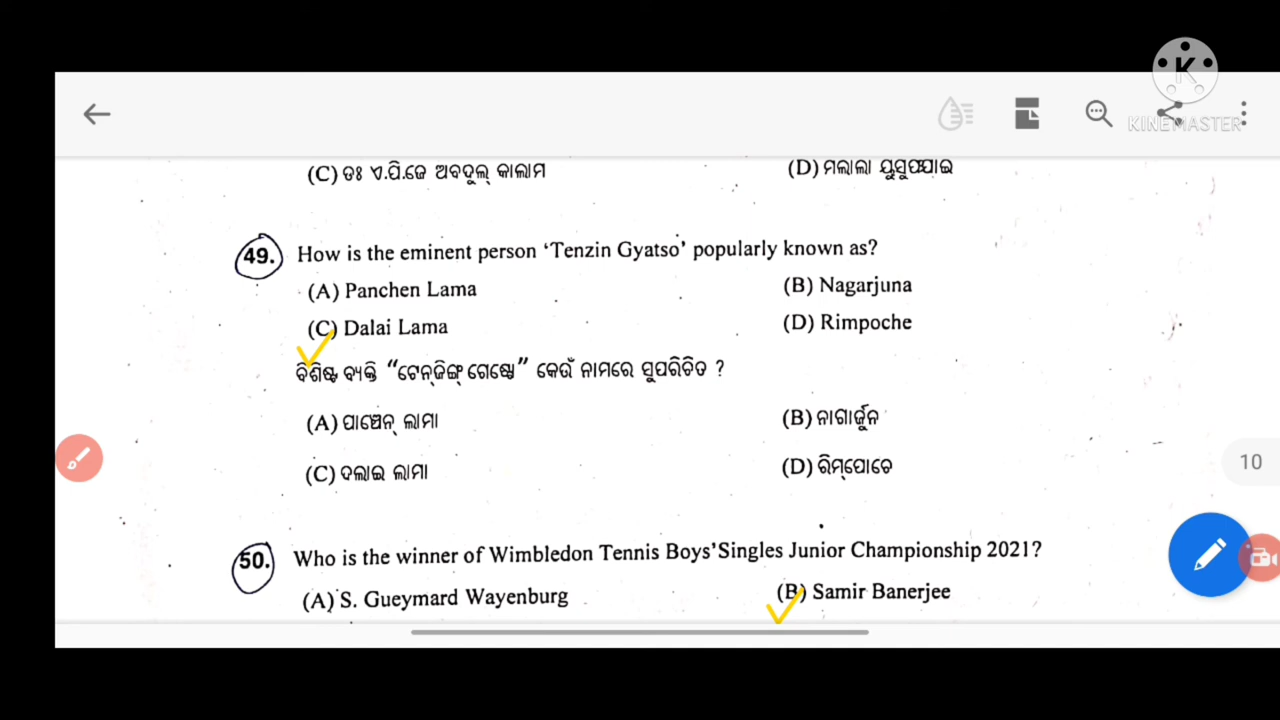 KINEMASTER
(C) ଡଃ ଏ.ପି.ଜେ ଅବଦୁଲ୍ କାଲାମ (D) ମଲାଲା ୟୁସୁଫଯାଇ
49. How is the eminent person ‘Tenzin Gyatso’ popularly known as?
(A) Panchen Lama (B) Nagarjuna
(C) Dalai Lama (D) Rimpoche
ବିଶିଷ୍ଟ ବ୍ୟକ୍ତି “ଟେନ୍‌ଜିଙ୍ଗ୍ ଗେଷ୍ଟୋ” କେଉଁ ନାମରେ ସୁପରିଚିତ ?
(A) ପାଞ୍ଚେନ୍ ଲାମା (B) ନାଗାର୍ଜୁନ
(C) ଦଲାଇ ଲାମା (D) ରିମ୍‌ପୋଚେ
10
50. Who is the winner of Wimbledon Tennis Boys’ Singles Junior Championship 2021?
(A) S. Gueymard Wayenburg (B) Samir Banerjee